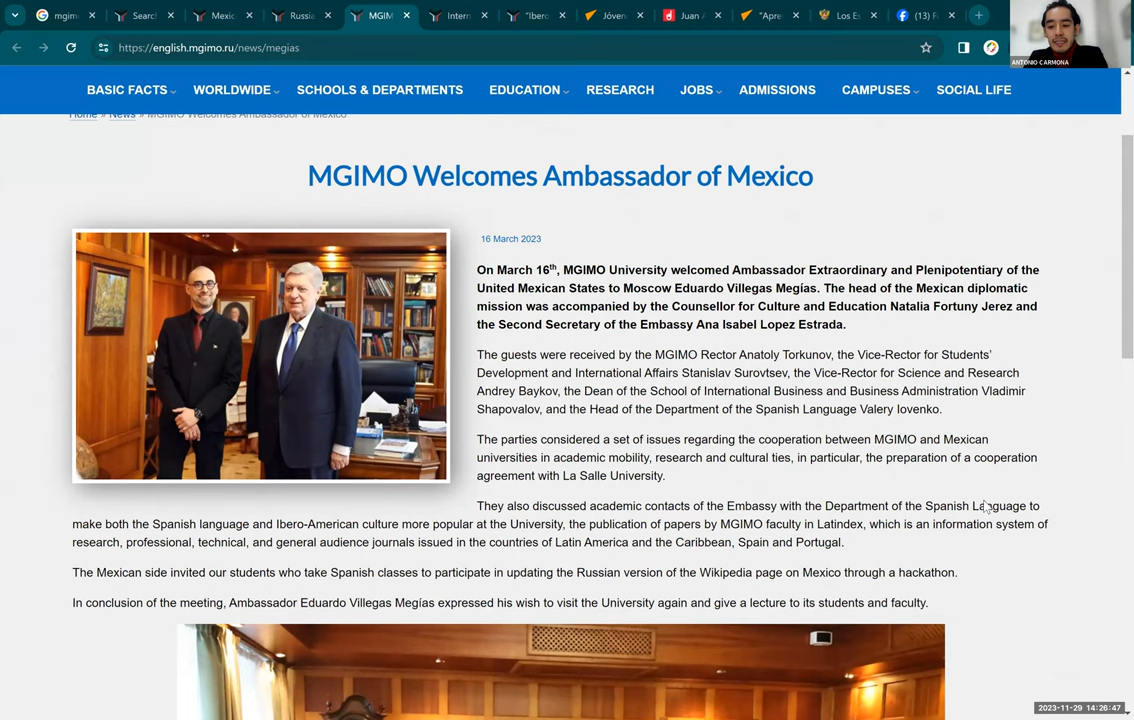 mgim
Searc
Mexic
Russia
MGIM
Intern
"Ibero
Jóven
Juan
"Apre
Los Es
(13)
https://english.mgimo.ru/news/megias
ANTONIO CARMONA
BASIC FACTS WORLDWIDE SCHOOLS & DEPARTMENTS EDUCATION RESEARCH JOBS ADMISSIONS CAMPUSES SOCIAL LIFE
Home » News » MGIMO Welcomes Ambassador of Mexico
MGIMO Welcomes Ambassador of Mexico
16 March 2023
On March 16th, MGIMO University welcomed Ambassador Extraordinary and Plenipotentiary of the
United Mexican States to Moscow Eduardo Villegas Megías. The head of the Mexican diplomatic
mission was accompanied by the Counsellor for Culture and Education Natalia Fortuny Jerez and
the Second Secretary of the Embassy Ana Isabel Lopez Estrada.
The guests were received by the MGIMO Rector Anatoly Torkunov, the Vice-Rector for Students'
Development and International Affairs Stanislav Surovtsev, the Vice-Rector for Science and Research
Andrey Baykov, the Dean of the School of International Business and Business Administration Vladimir
Shapovalov, and the Head of the Department of the Spanish Language Valery Iovenko.
The parties considered a set of issues regarding the cooperation between MGIMO and Mexican
universities in academic mobility, research and cultural ties, in particular, the preparation of a cooperation
agreement with La Salle University.
They also discussed academic contacts of the Embassy with the Department of the Spanish Language to
make both the Spanish language and Ibero-American culture more popular at the University, the publication of papers by MGIMO faculty in Latindex, which is an information system of
research, professional, technical, and general audience journals issued in the countries of Latin America and the Caribbean, Spain and Portugal.
The Mexican side invited our students who take Spanish classes to participate in updating the Russian version of the Wikipedia page on Mexico through a hackathon.
In conclusion of the meeting, Ambassador Eduardo Villegas Megías expressed his wish to visit the University again and give a lecture to its students and faculty.
2023-11-29 14:26:47